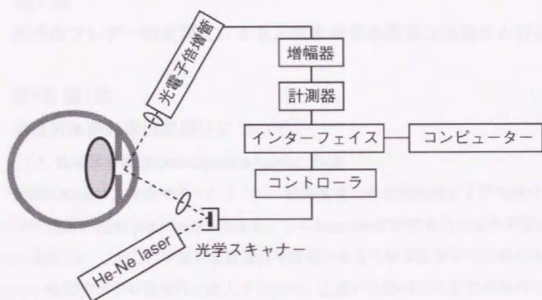 光電子倍増管
増幅器
計測器
インターフェイス コンピューター
コントローラ
光学スキャナー
He-Ne laser